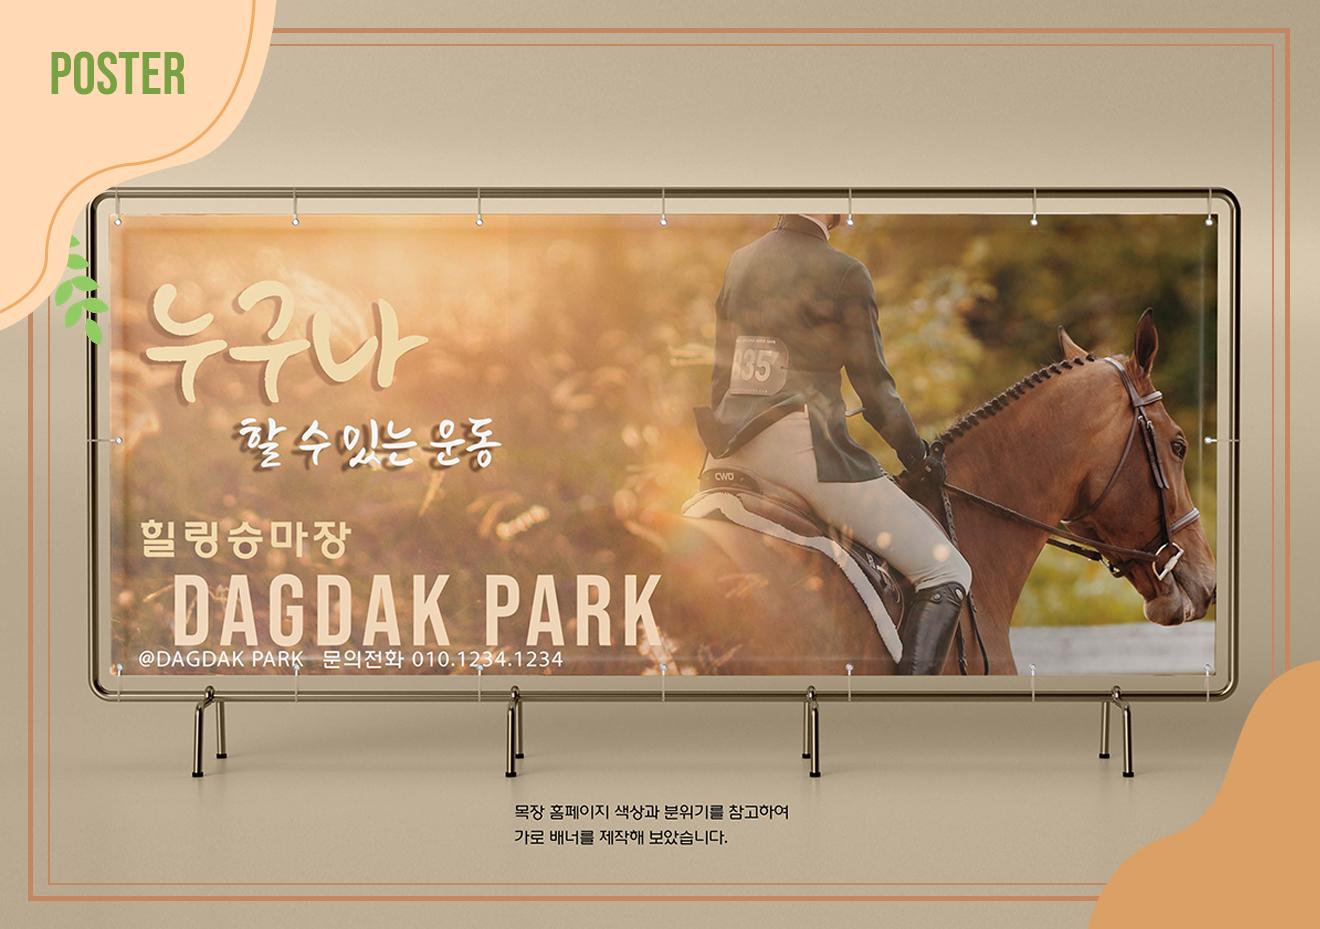 POSTER
누구나
할 수 있는 운동
435
CWD
힐링승마장
DAGDAK PARK
@DAGDAK PARK 문의전화 010.1234.1234
목장 홈페이지 색상과 분위기를 참고하여
가로 배너를 제작해 보았습니다.